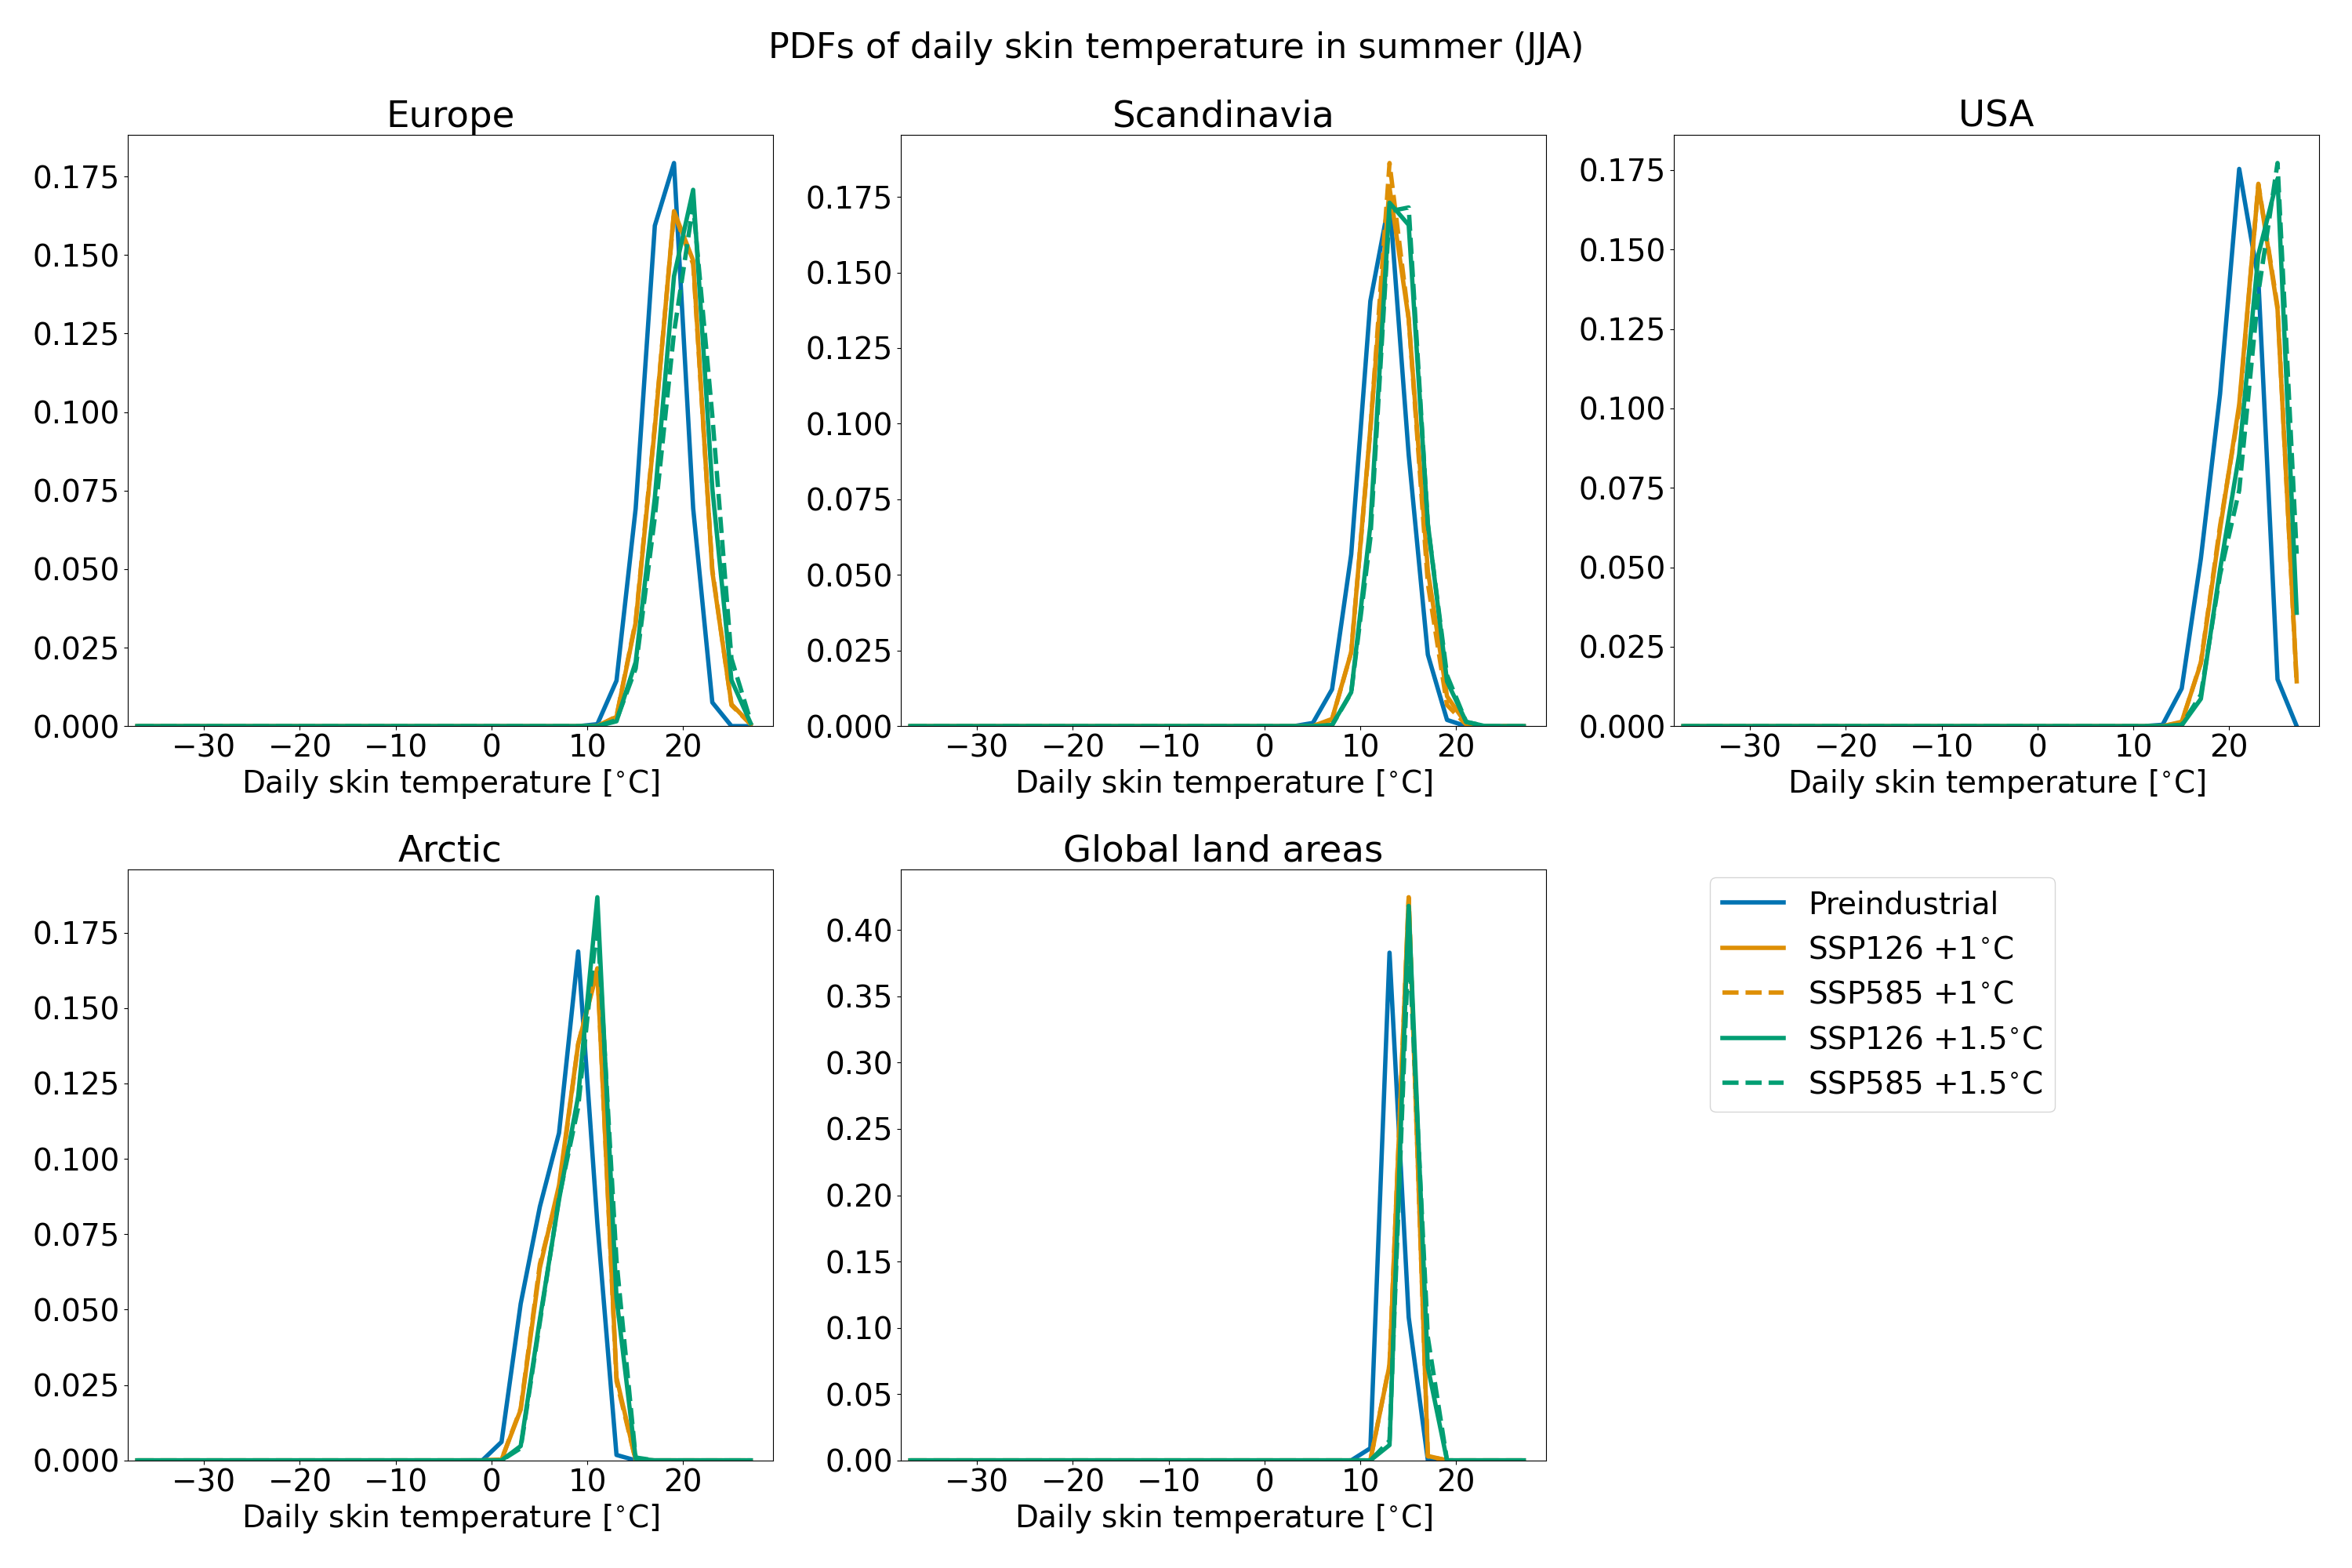 PDFs of daily skin temperature in summer (JJA)
Europe
0.175
0.150
0.125
0.100
0.075
0.050
0.025
0.000
−30 −20 −10 0 10 20
Daily skin temperature [°C]
Scandinavia
0.175
0.150
0.125
0.100
0.075
0.050
0.025
0.000
−30 −20 −10 0 10 20
Daily skin temperature [°C]
USA
0.175
0.150
0.125
0.100
0.075
0.050
0.025
0.000
−30 −20 −10 0 10 20
Daily skin temperature [°C]
Arctic
0.175
0.150
0.125
0.100
0.075
0.050
0.025
0.000
−30 −20 −10 0 10 20
Daily skin temperature [°C]
Global land areas
0.40
0.35
0.30
0.25
0.20
0.15
0.10
0.05
0.00
−30 −20 −10 0 10 20
Daily skin temperature [°C]
Preindustrial
SSP126 +1°C
SSP585 +1°C
SSP126 +1.5°C
SSP585 +1.5°C